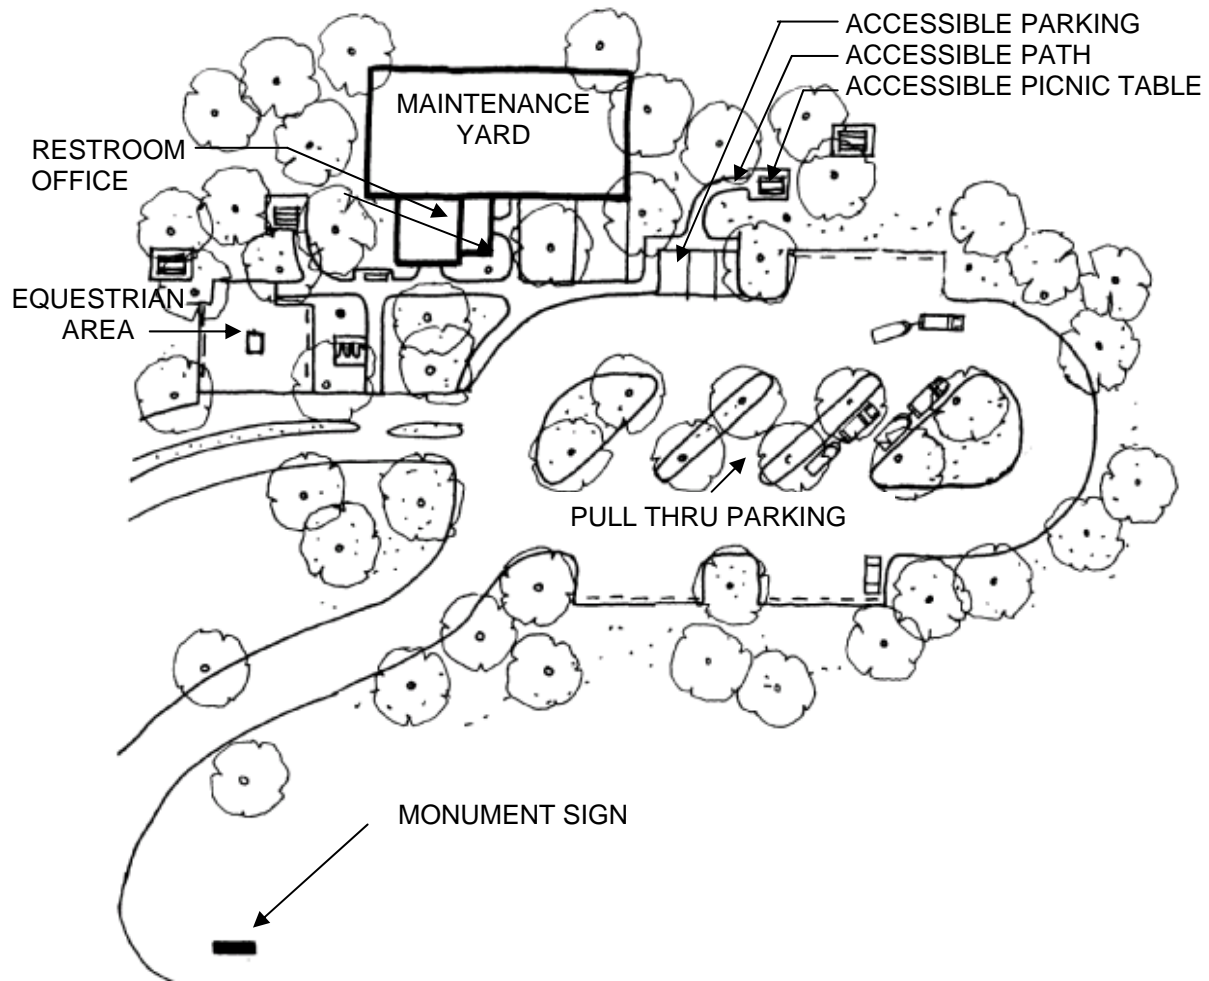 ACCESSIBLE PARKING
ACCESSIBLE PATH
ACCESSIBLE PICNIC TABLE
MAINTENANCE
YARD
RESTROOM
OFFICE
EQUESTRIAN
AREA
PULL THRU PARKING
MONUMENT SIGN